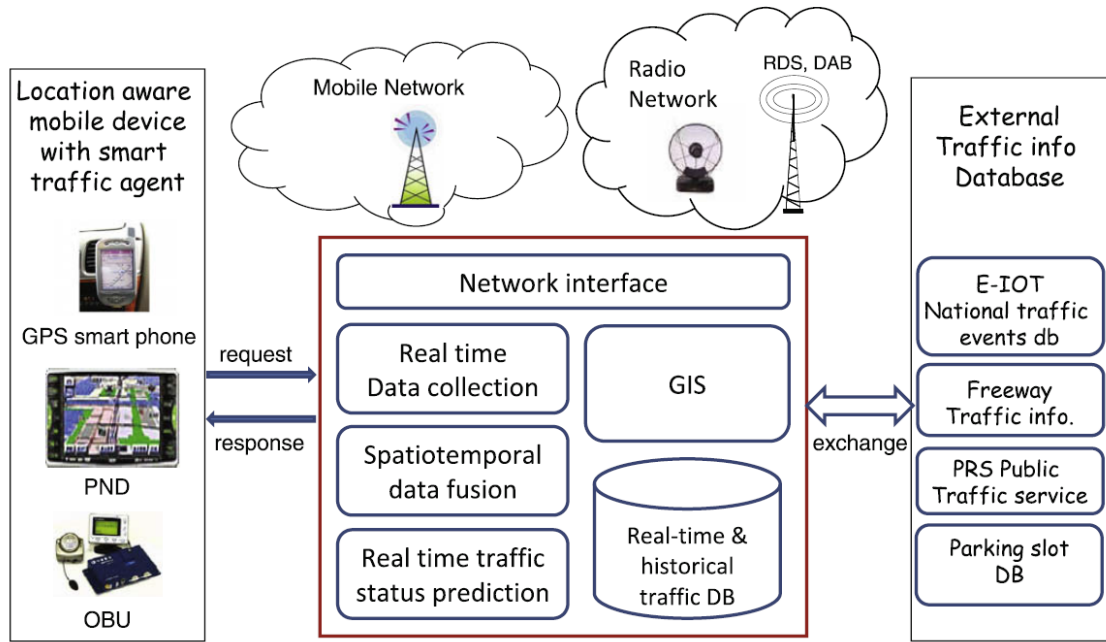 Location aware
mobile device
with smart
traffic agent
GPS smart phone
PND
OBU
Mobile Network
Radio
Network
RDS, DAB
request
response
Network interface
Real time
Data collection
GIS
Spatiotemporal
data fusion
Real time traffic
status prediction
Real-time &
historical
traffic DB
exchange
External
Traffic info
Database
E-IOT
National traffic
events db
Freeway
Traffic info.
PRS Public
Traffic service
Parking slot
DB